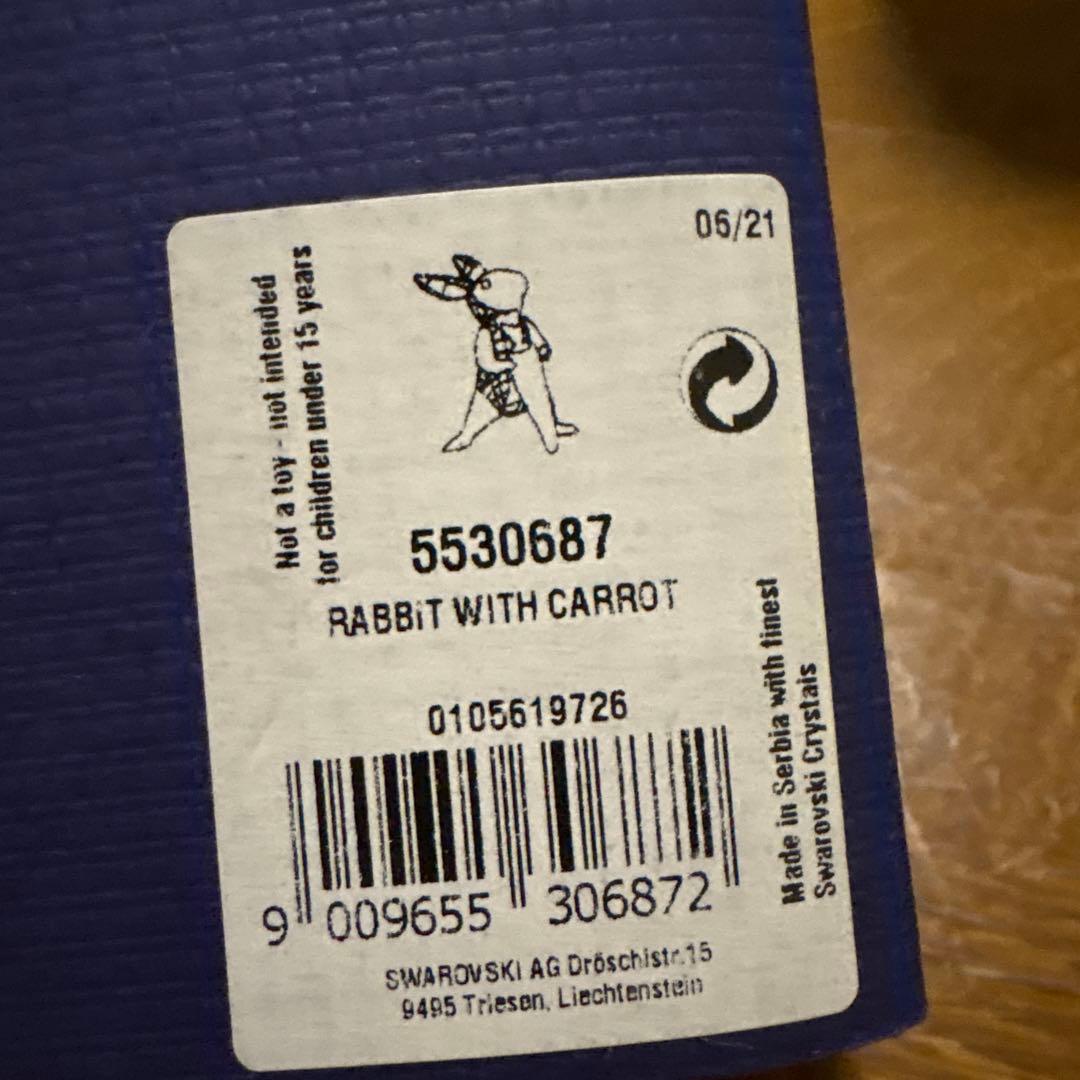 06/21
Not a toy - not intended
for children under 15 years
5530687
RABBIT WITH CARROT
0105619726
9 009655 306872
Made in Serbia with finest
Swarovski Crystals
SWAROVSKI AG Dröschistr.15
9495 Triesen, Liechtenstein